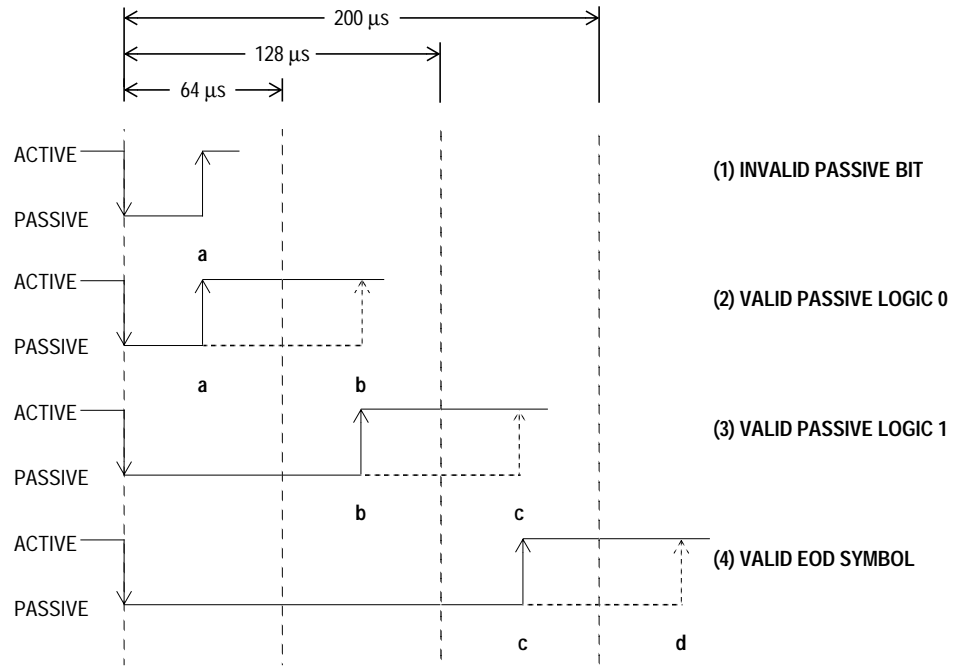 200 µs
128 µs
64 µs
ACTIVE
(1) INVALID PASSIVE BIT
PASSIVE
a
ACTIVE
(2) VALID PASSIVE LOGIC 0
PASSIVE
a b
ACTIVE
(3) VALID PASSIVE LOGIC 1
PASSIVE
b c
ACTIVE
(4) VALID EOD SYMBOL
PASSIVE
c d